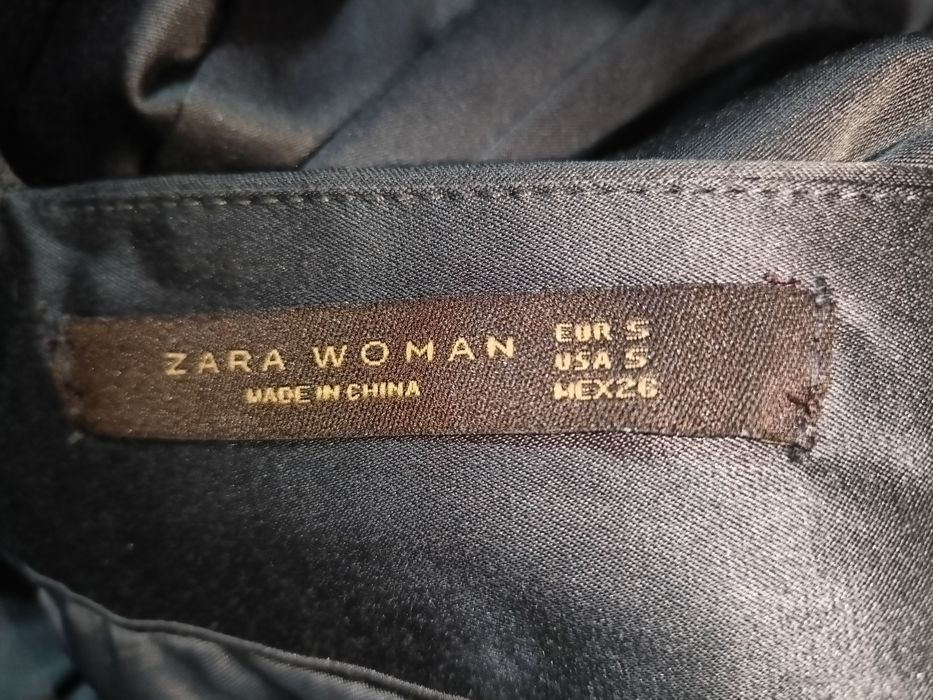 ZARA WOMAN
MADE IN CHINA
EUR S
USA S
MEX26